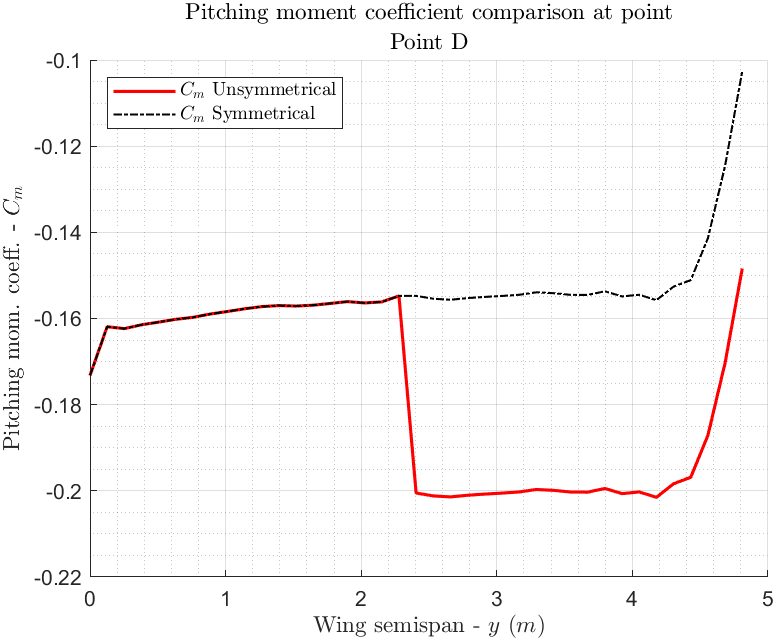 Pitching moment coefficient comparison at point
Point D
C_m Unsymmetrical
C_m Symmetrical
-0.1
-0.12
-0.14
-0.16
-0.18
-0.2
-0.22
Pitching mom. coeff. - C_m
0 1 2 3 4 5
Wing semispan - y (m)